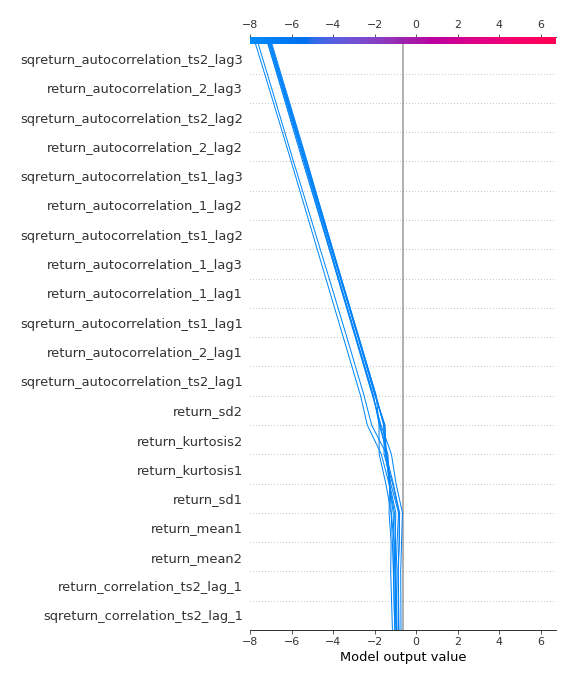 −8 −6 −4 −2 0 2 4 6
sqreturn_autocorrelation_ts2_lag3
return_autocorrelation_2_lag3
sqreturn_autocorrelation_ts2_lag2
return_autocorrelation_2_lag2
sqreturn_autocorrelation_ts1_lag3
return_autocorrelation_1_lag2
sqreturn_autocorrelation_ts1_lag2
return_autocorrelation_1_lag3
return_autocorrelation_1_lag1
sqreturn_autocorrelation_ts1_lag1
return_autocorrelation_2_lag1
sqreturn_autocorrelation_ts2_lag1
return_sd2
return_kurtosis2
return_kurtosis1
return_sd1
return_mean1
return_mean2
return_correlation_ts2_lag_1
sqreturn_correlation_ts2_lag_1
−8 −6 −4 −2 0 2 4 6
Model output value